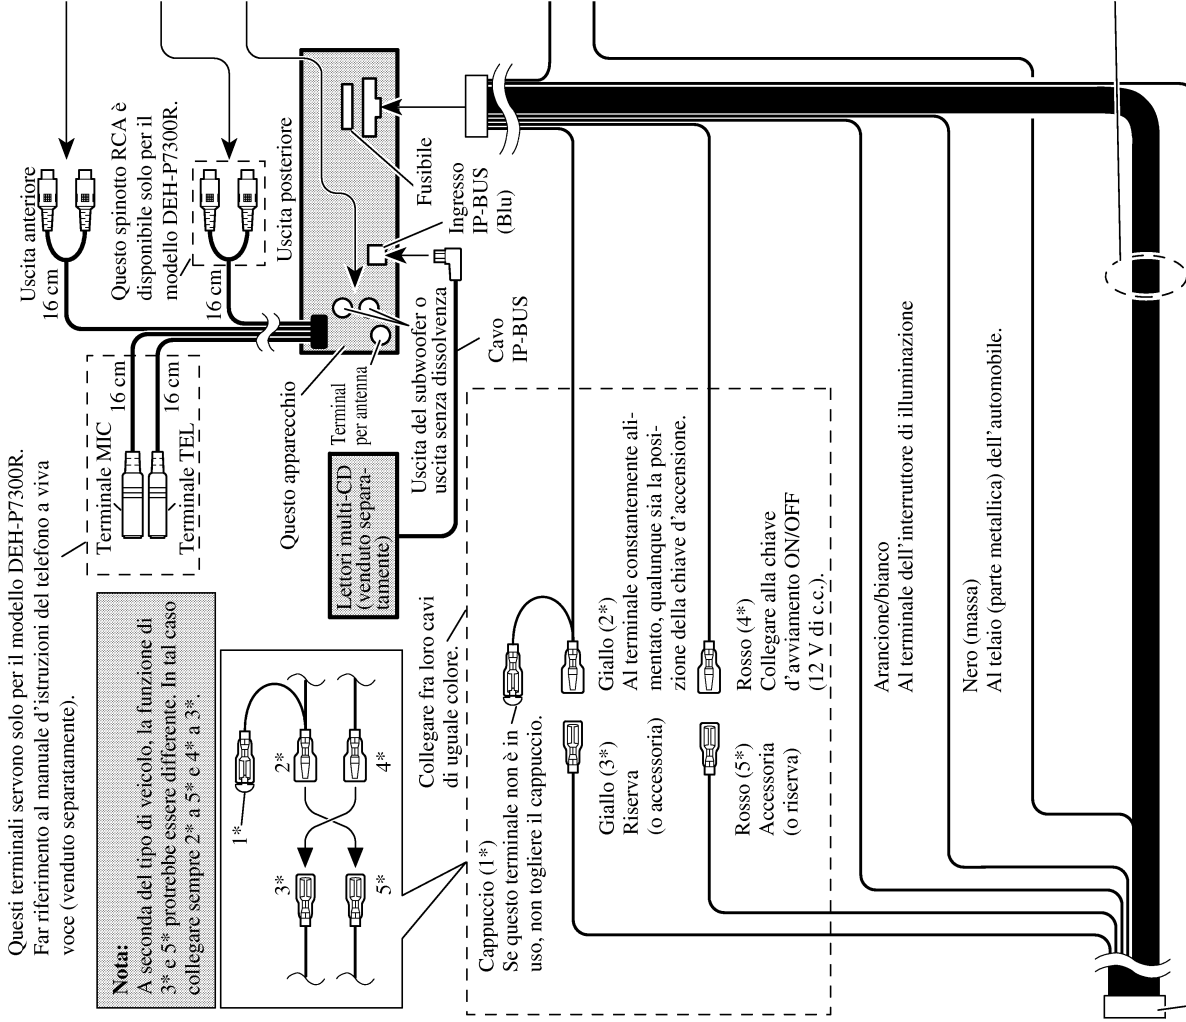 Questi terminali servono solo per il modello DEH-P7300R.
Far riferimento al manuale d'istruzioni del telefono a viva
voce (venduto separatamente).
Nota:
A seconda del tipo di veicolo, la funzione di
3* e 5* protrebbe essere differente. In tal caso
collegare sempre 2* a 5* e 4* a 3*.
Terminale MIC
16 cm
16 cm
Terminale TEL
Uscita anteriore
16 cm
Questo spinotto RCA è
disponibile solo per il
modello DEH-P7300R.
16 cm
Uscita posteriore
Questo apparecchio
Terminal
per antenna
Uscita del subwoofer o
uscita senza dissolvenza
Fusibile
Ingresso
IP-BUS
(Blu)
Cavo
IP-BUS
Lettori multi-CD
(venduto separa-
tamente)
1*
2*
3*
4*
5*
Collegare fra loro cavi
di uguale colore.
Cappuccio (1*)
Se questo terminale non è in
uso, non togliere il cappuccio.
Giallo (3*)
Riserva
(o accessoria)
Giallo (2*)
Al terminale constantemente ali-
mentato, qualunque sia la posi-
zione della chiave d'accensione.
Rosso (5*)
Accessoria
(o riserva)
Rosso (4*)
Collegare alla chiave
d'avviamento ON/OFF
(12 V di c.c.).
Arancione/bianco
Al terminale dell'interruttore di illuminazione
Nero (massa)
Al telaio (parte metallica) dell'automobile.